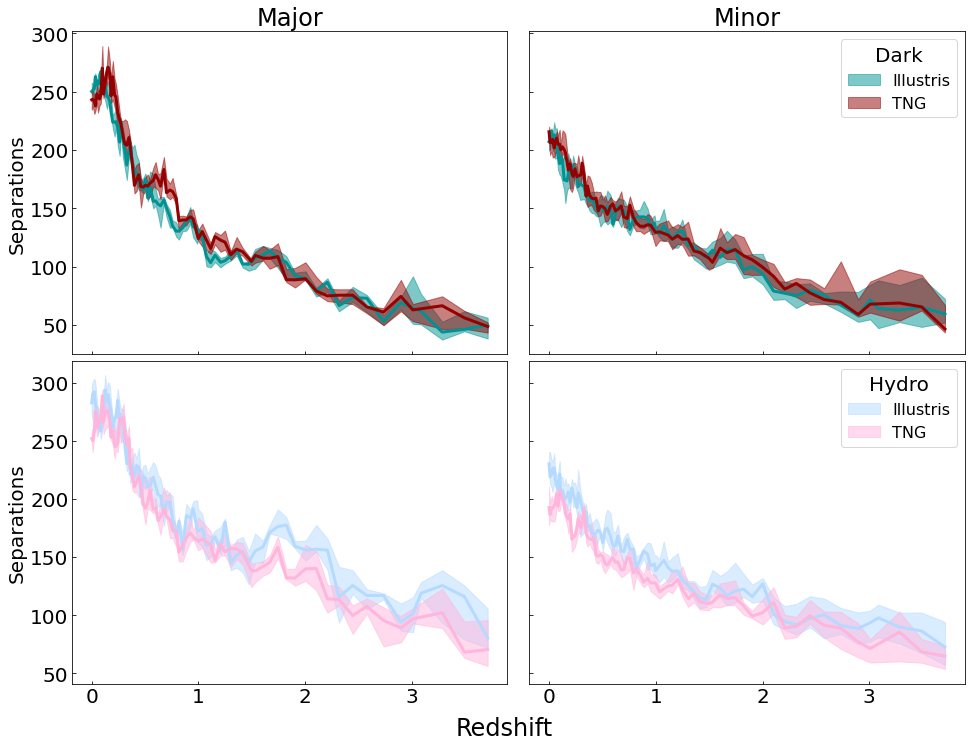 Major
Minor
300
250
200
150
100
50
Separations
Dark
Illustris
TNG
300
250
200
150
100
50
Separations
Hydro
Illustris
TNG
0 1 2 3
0 1 2 3
Redshift